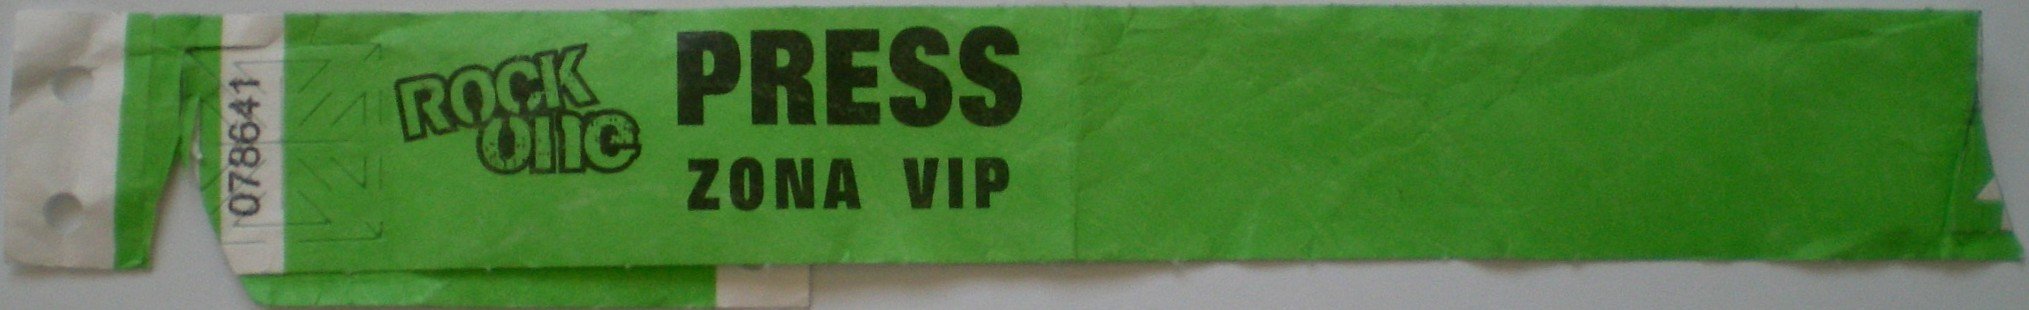 0786641
ROCK
one
PRESS
ZONA VIP